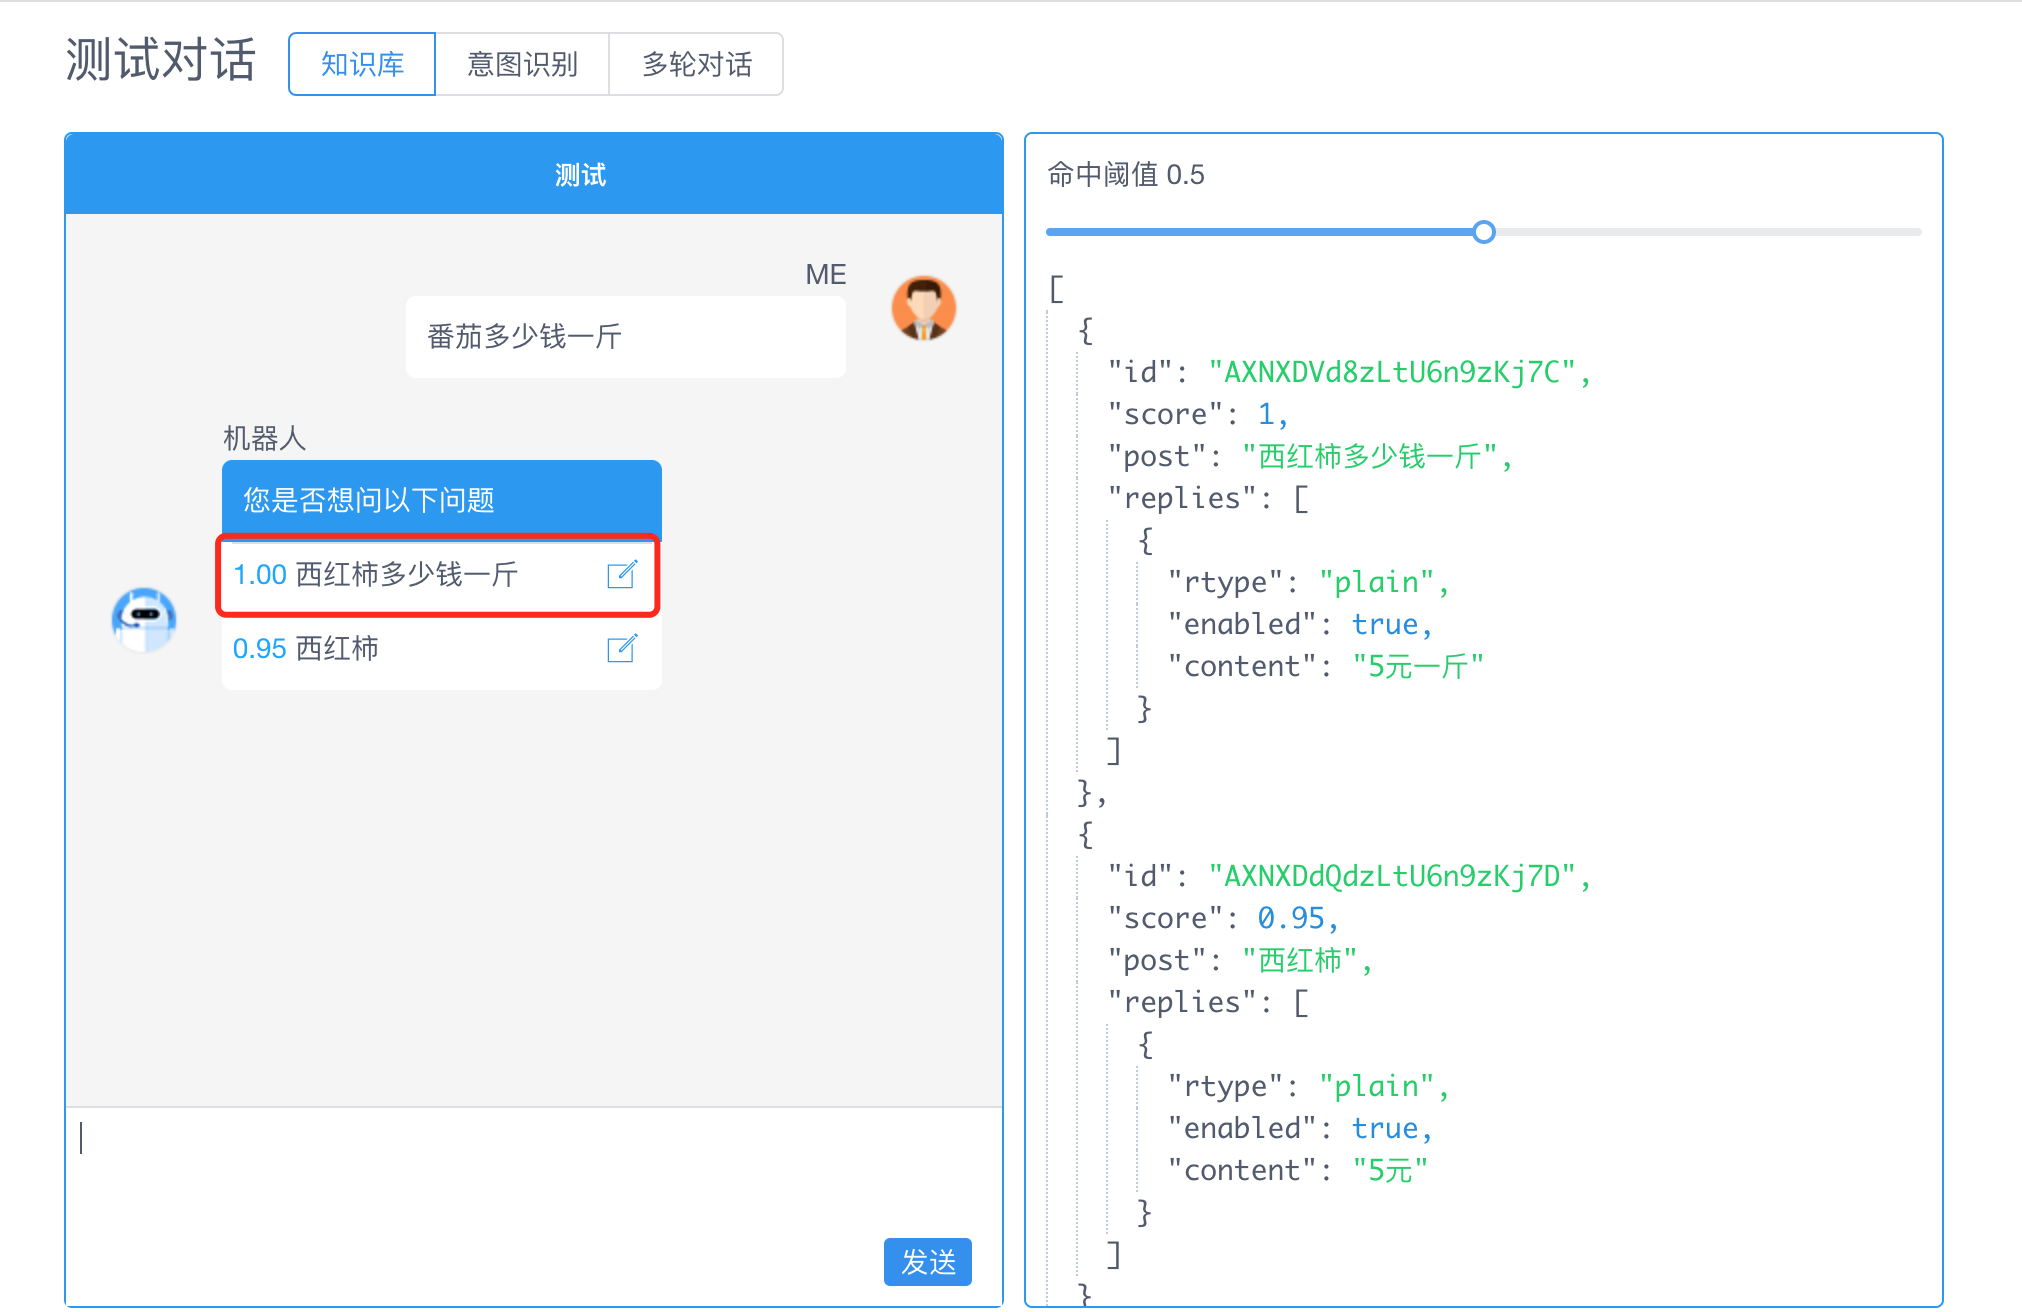 测试对话
知识库 意图识别 多轮对话
测试
ME
番茄多少钱一斤
机器人
您是否想问以下问题
1.00 西红柿多少钱一斤
0.95 西红柿
发送
命中阈值 0.5
[
{
"id": "AXNXDVd8zLtU6n9zKj7C",
"score": 1,
"post": "西红柿多少钱一斤",
"replies": [
{
"rtype": "plain",
"enabled": true,
"content": "5元一斤"
}
]
},
{
"id": "AXNXDdQdzLtU6n9zKj7D",
"score": 0.95,
"post": "西红柿",
"replies": [
{
"rtype": "plain",
"enabled": true,
"content": "5元"
}
]
}